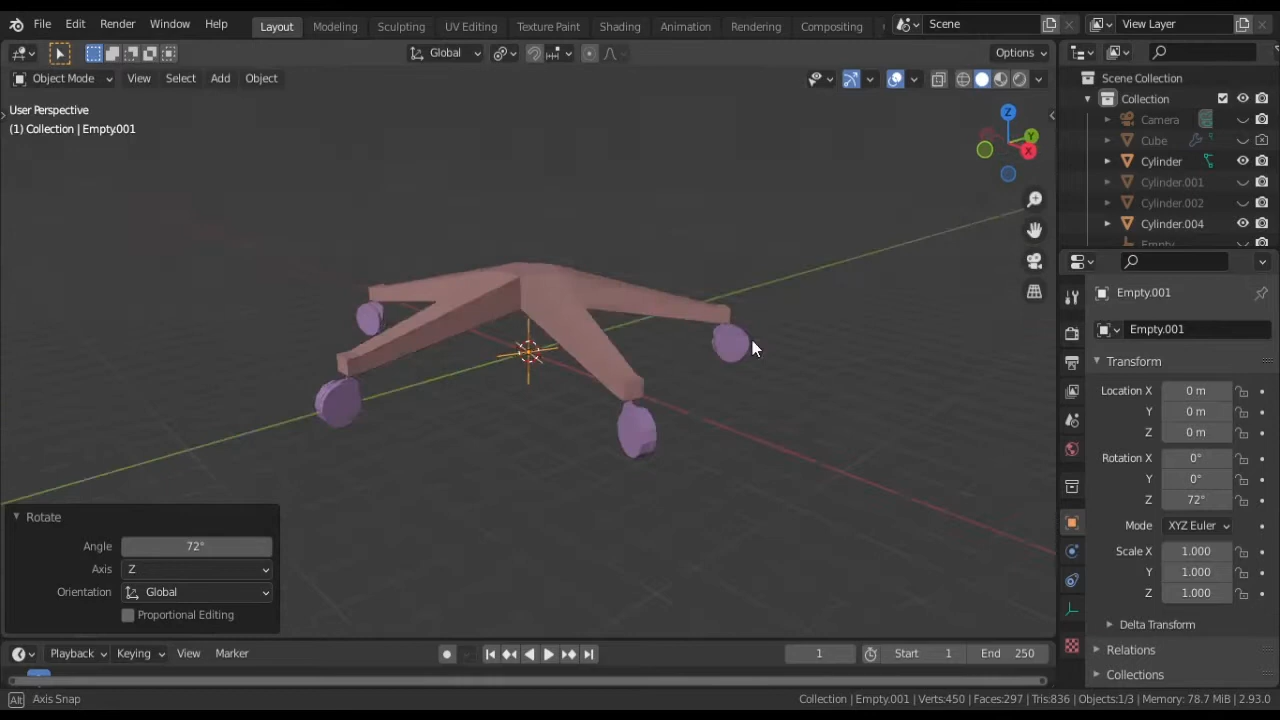 File Edit Render Window Help Layout Modeling Sculpting UV Editing Texture Paint Shading Animation Rendering Compositing Scene View Layer
Global Options
Object Mode View Select Add Object
User Perspective
(1) Collection | Empty.001
Z
Y
X
Scene Collection
Collection
Camera
Cube
Cylinder
Cylinder.001
Cylinder.002
Cylinder.004
Empty
Empty.001
Empty.001
Transform
Location X 0 m
Y 0 m
Z 0 m
Rotation X 0°
Y 0°
Z 72°
Mode XYZ Euler
Scale X 1.000
Y 1.000
Z 1.000
Delta Transform
Relations
Collections
Rotate
Angle 72°
Axis Z
Orientation Global
Proportional Editing
Playback Keying View Marker 1 Start 1 End 250
Alt Axis Snap Collection | Empty.001 | Verts:450 | Faces:297 | Tris:836 | Objects:1/3 | Memory: 78.7 MiB | 2.93.0